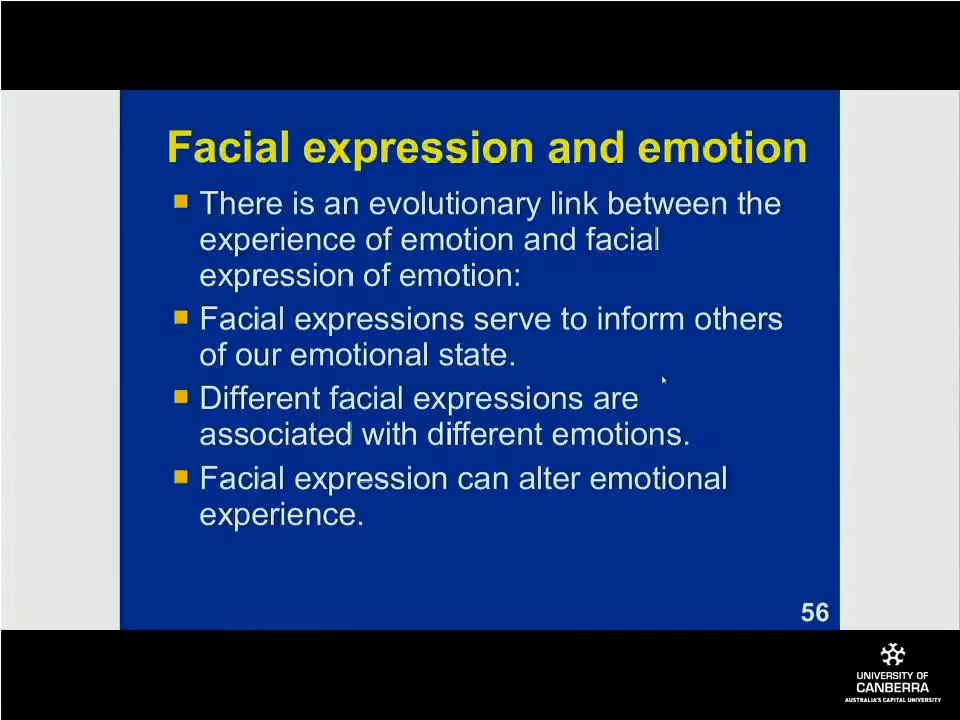 Facial expression and emotion
There is an evolutionary link between the
experience of emotion and facial
expression of emotion:
Facial expressions serve to inform others
of our emotional state.
Different facial expressions are
associated with different emotions.
Facial expression can alter emotional
experience.
56
UNIVERSITY OF
CANBERRA
AUSTRALIA'S CAPITAL UNIVERSITY